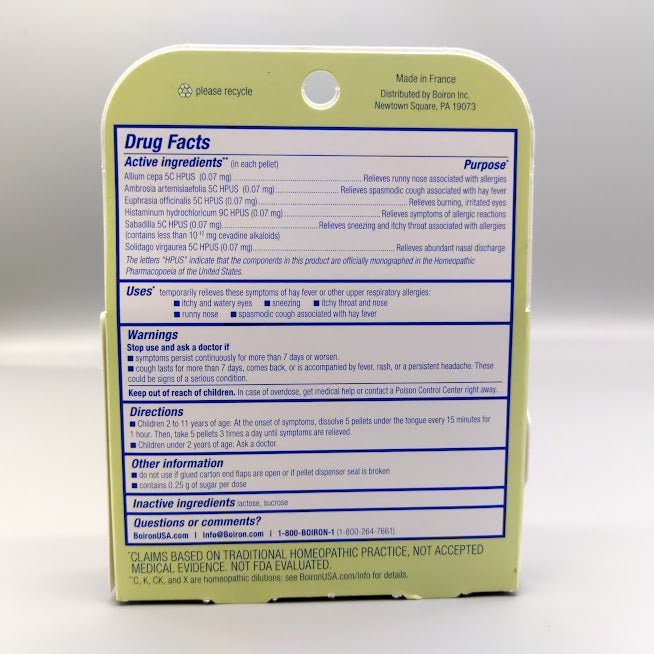 please recycle
Made in France
Distributed by Boiron Inc.
Newtown Square, PA 19073
Drug Facts
Active ingredients** (in each pellet) Purpose*
Allium cepa 5C HPUS (0.07 mg) Relieves runny nose associated with allergies
Ambrosia artemisiaefolia 5C HPUS (0.07 mg) Relieves spasmodic cough associated with hay fever
Euphrasia officinalis 5C HPUS (0.07 mg) Relieves burning, irritated eyes
Histaminum hydrochloricum 9C HPUS (0.07 mg) Relieves symptoms of allergic reactions
Sabadilla 5C HPUS (0.07 mg) Relieves sneezing and itchy throat associated with allergies
(contains less than 10-12 mg cevadine alkaloids)
Solidago virgaurea 5C HPUS (0.07 mg) Relieves abundant nasal discharge
The letters "HPUS" indicate that the components in this product are officially monographed in the Homeopathic
Pharmacopoeia of the United States.
Uses* temporarily relieves these symptoms of hay fever or other upper respiratory allergies:
■ itchy and watery eyes ■ sneezing ■ itchy throat and nose
■ runny nose ■ spasmodic cough associated with hay fever
Warnings
Stop use and ask a doctor if
■ symptoms persist continuously for more than 7 days or worsen.
■ cough lasts for more than 7 days, comes back, or is accompanied by fever, rash, or a persistent headache. These
could be signs of a serious condition.
Keep out of reach of children. In case of overdose, get medical help or contact a Poison Control Center right away.
Directions
■ Children 2 to 11 years of age: At the onset of symptoms, dissolve 5 pellets under the tongue every 15 minutes for
1 hour. Then, take 5 pellets 3 times a day until symptoms are relieved.
■ Children under 2 years of age: Ask a doctor.
Other information
■ do not use if glued carton end flaps are open or if pellet dispenser seal is broken
■ contains 0.25 g of sugar per dose
Inactive ingredients lactose, sucrose
Questions or comments?
BoironUSA.com | Info@Boiron.com | 1-800-BOIRON-1 (1-800-264-7661)
*CLAIMS BASED ON TRADITIONAL HOMEOPATHIC PRACTICE, NOT ACCEPTED
MEDICAL EVIDENCE. NOT FDA EVALUATED.
**C, K, CK, and X are homeopathic dilutions: see BoironUSA.com/info for details.